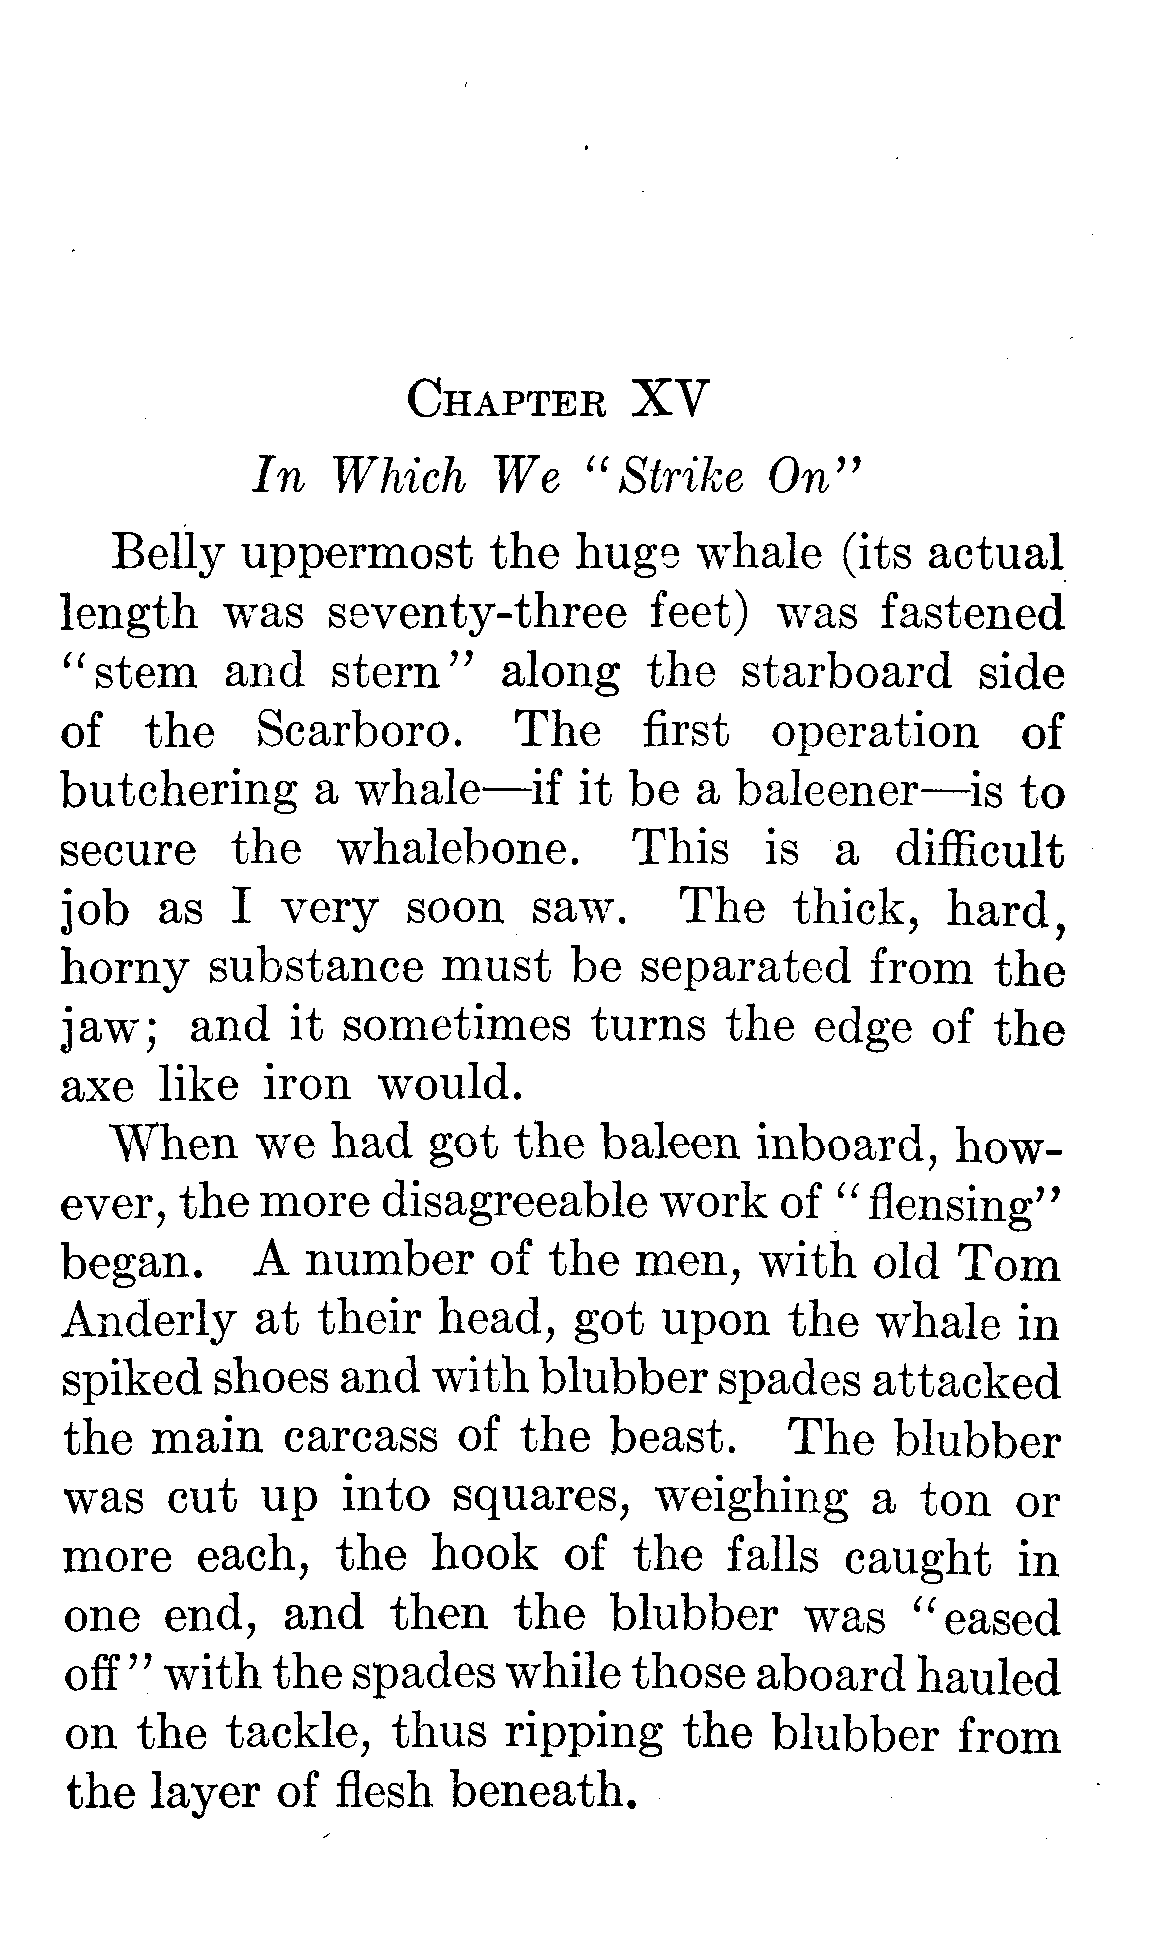 Chapter XV
In Which We "Strike On"
Belly uppermost the huge whale (its actual
length was seventy-three feet) was fastened
"stem and stern" along the starboard side
of the Scarboro. The first operation of
butchering a whale—if it be a baleener—is to
secure the whalebone. This is a difficult
job as I very soon saw. The thick, hard,
horny substance must be separated from the
jaw; and it sometimes turns the edge of the
axe like iron would.
When we had got the baleen inboard, how-
ever, the more disagreeable work of "flensing"
began. A number of the men, with old Tom
Anderly at their head, got upon the whale in
spiked shoes and with blubber spades attacked
the main carcass of the beast. The blubber
was cut up into squares, weighing a ton or
more each, the hook of the falls caught in
one end, and then the blubber was "eased
off" with the spades while those aboard hauled
on the tackle, thus ripping the blubber from
the layer of flesh beneath.